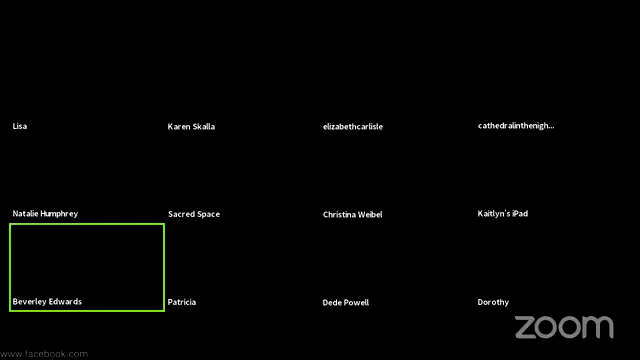 Lisa
Karen Skalla
elizabethcarlisle
cathedralinthenigh...
Natalie Humphrey
Sacred Space
Christina Weibel
Kaitlyn's iPad
Beverley Edwards
Patricia
Dede Powell
Dorothy
zoom
www.facebook.com